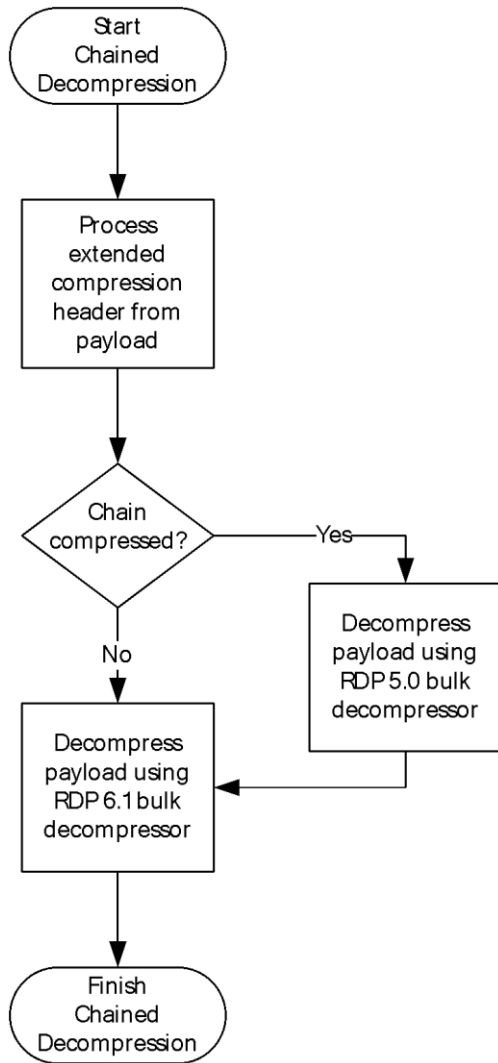 Start
Chained
Decompression
Process
extended
compression
header from
payload
Chain
compressed?
Yes
No
Decompress
payload using
RDP 5.0 bulk
decompressor
Decompress
payload using
RDP 6.1 bulk
decompressor
Finish
Chained
Decompression